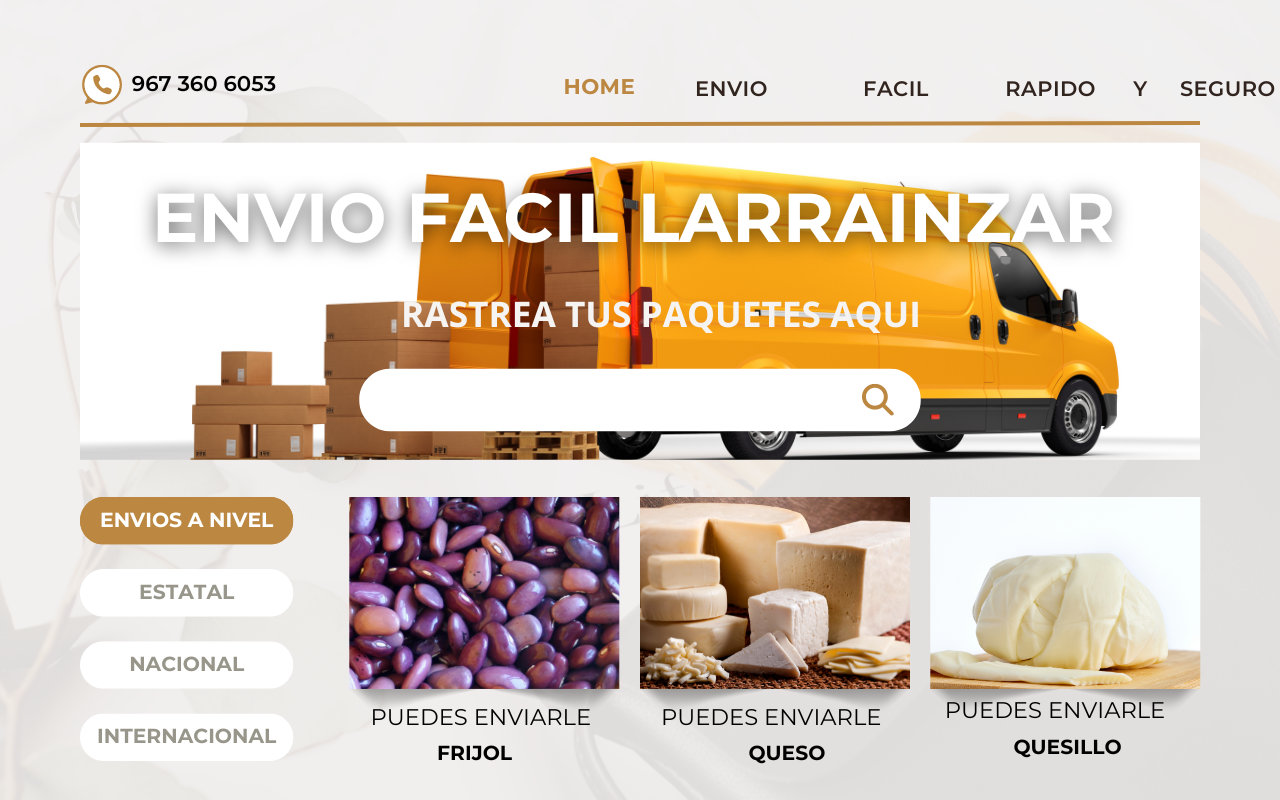 967 360 6053
HOME ENVIO FACIL RAPIDO Y SEGURO
ENVIO FACIL LARRAINZAR
RASTREA TUS PAQUETES AQUI
ENVIOS A NIVEL
ESTATAL
NACIONAL
INTERNACIONAL
PUEDES ENVIARLE
FRIJOL
PUEDES ENVIARLE
QUESO
PUEDES ENVIARLE
QUESILLO